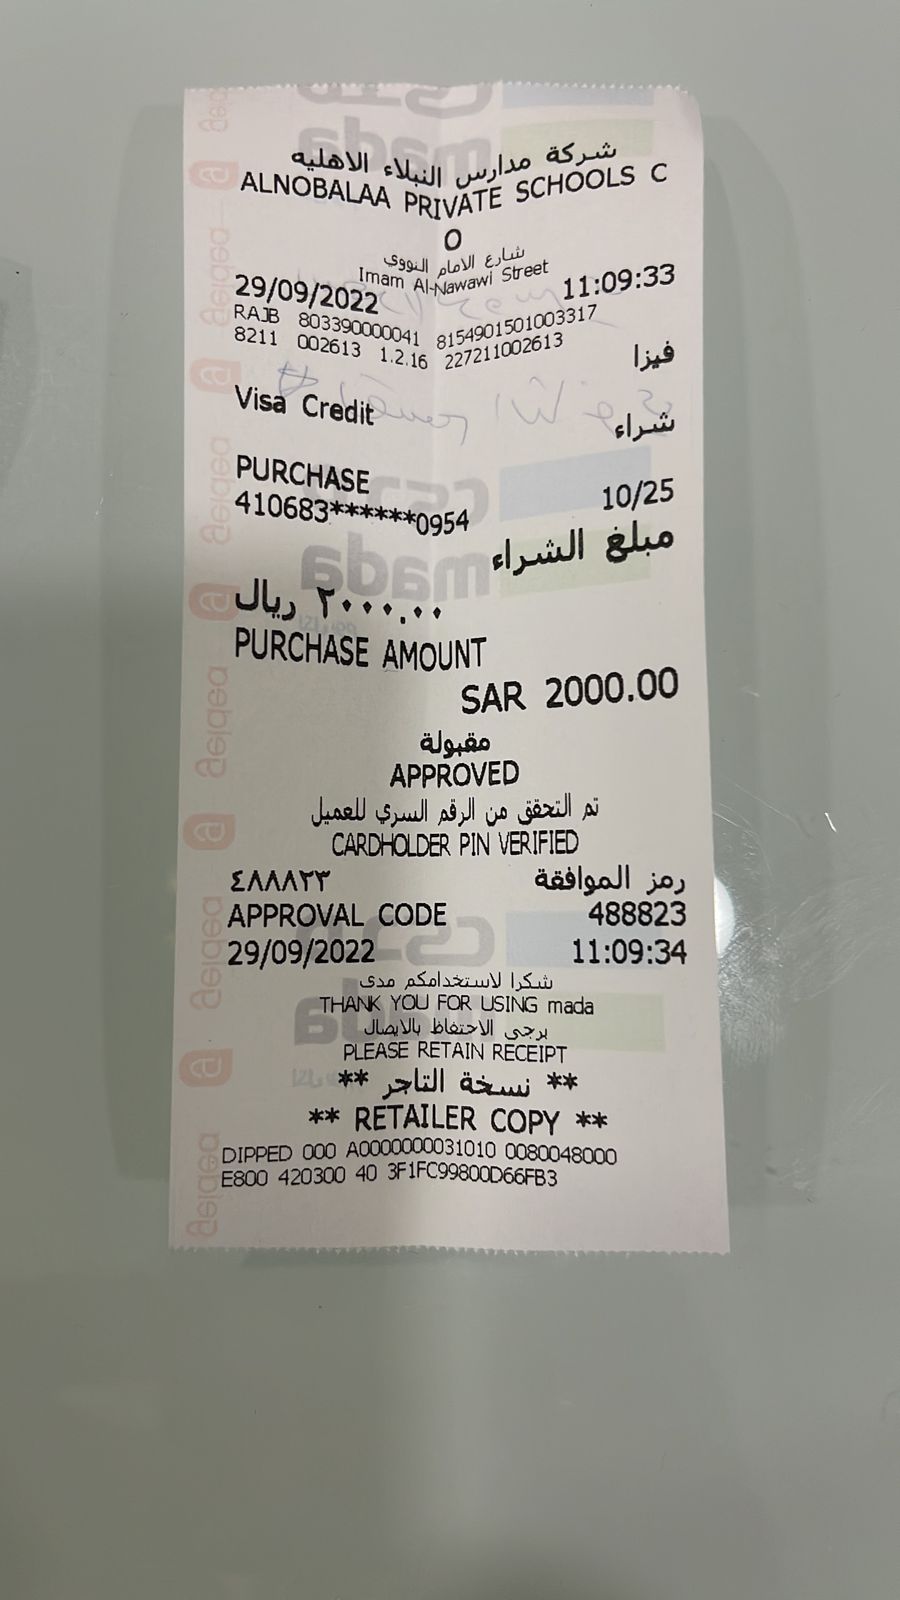 شركة مدارس النبلاء الاهليه
ALNOBALAA PRIVATE SCHOOLS C
O
شارع الامام النووي
Imam Al-Nawawi Street
29/09/2022 11:09:33
RAJB 803390000041 8154901501003317
8211 002613 1.2.16 227211002613
فيزا
Visa Credit
شراء
PURCHASE
410683******0954 10/25
مبلغ الشراء
٢٠٠٠.٠٠ ريال
PURCHASE AMOUNT
SAR 2000.00
مقبولة
APPROVED
تم التحقق من الرقم السري للعميل
CARDHOLDER PIN VERIFIED
رمز الموافقة ٤٨٨٨٢٣
APPROVAL CODE 488823
29/09/2022 11:09:34
شكرا لاستخدامكم مدى
THANK YOU FOR USING mada
يرجى الاحتفاظ بالايصال
PLEASE RETAIN RECEIPT
** نسخة التاجر **
** RETAILER COPY **
DIPPED 000 A0000000031010 0080048000
E800 420300 40 3F1FC99800D66FB3
mada
geidea